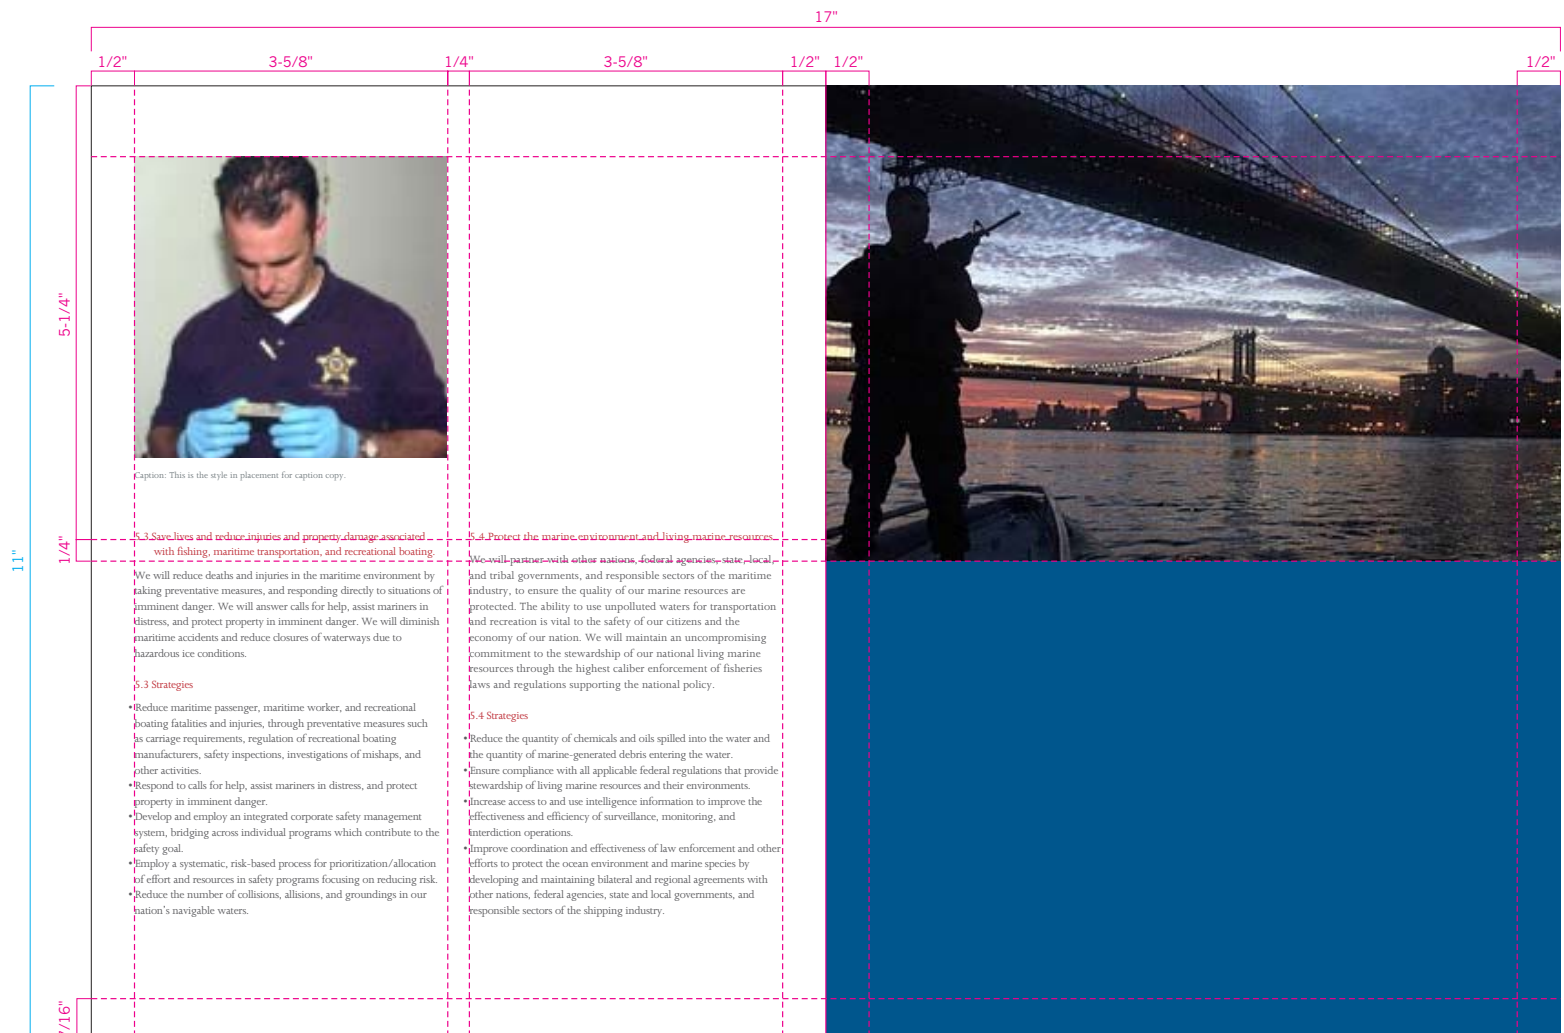 17"
1/2"
3-5/8"
1/4"
3-5/8"
1/2"
1/2"
1/2"
11"
5-1/4"
1/4"
7/16"
Caption: This is the style in placement for caption copy.
5.3 Save lives and reduce injuries and property damage associated
with fishing, maritime transportation, and recreational boating.
We will reduce deaths and injuries in the maritime environment by
taking preventative measures, and responding directly to situations of
imminent danger. We will answer calls for help, assist mariners in
distress, and protect property in imminent danger. We will diminish
maritime accidents and reduce closures of waterways due to
hazardous ice conditions.
5.3 Strategies
• Reduce maritime passenger, maritime worker, and recreational
boating fatalities and injuries, through preventative measures such
as carriage requirements, regulation of recreational boating
manufacturers, safety inspections, investigations of mishaps, and
other activities.
• Respond to calls for help, assist mariners in distress, and protect
property in imminent danger.
• Develop and employ an integrated corporate safety management
system, bridging across individual programs which contribute to the
safety goal.
• Employ a systematic, risk-based process for prioritization/allocation
of effort and resources in safety programs focusing on reducing risk.
• Reduce the number of collisions, allisions, and groundings in our
nation's navigable waters.
5.4 Protect the marine environment and living marine resources.
We will partner with other nations, federal agencies, state, local,
and tribal governments, and responsible sectors of the maritime
industry, to ensure the quality of our marine resources are
protected. The ability to use unpolluted waters for transportation
and recreation is vital to the safety of our citizens and the
economy of our nation. We will maintain an uncompromising
commitment to the stewardship of our national living marine
resources through the highest caliber enforcement of fisheries
laws and regulations supporting the national policy.
5.4 Strategies
• Reduce the quantity of chemicals and oils spilled into the water and
the quantity of marine-generated debris entering the water.
• Ensure compliance with all applicable federal regulations that provide
stewardship of living marine resources and their environments.
• Increase access to and use intelligence information to improve the
effectiveness and efficiency of surveillance, monitoring, and
interdiction operations.
• Improve coordination and effectiveness of law enforcement and other
efforts to protect the ocean environment and marine species by
developing and maintaining bilateral and regional agreements with
other nations, federal agencies, state and local governments, and
responsible sectors of the shipping industry.